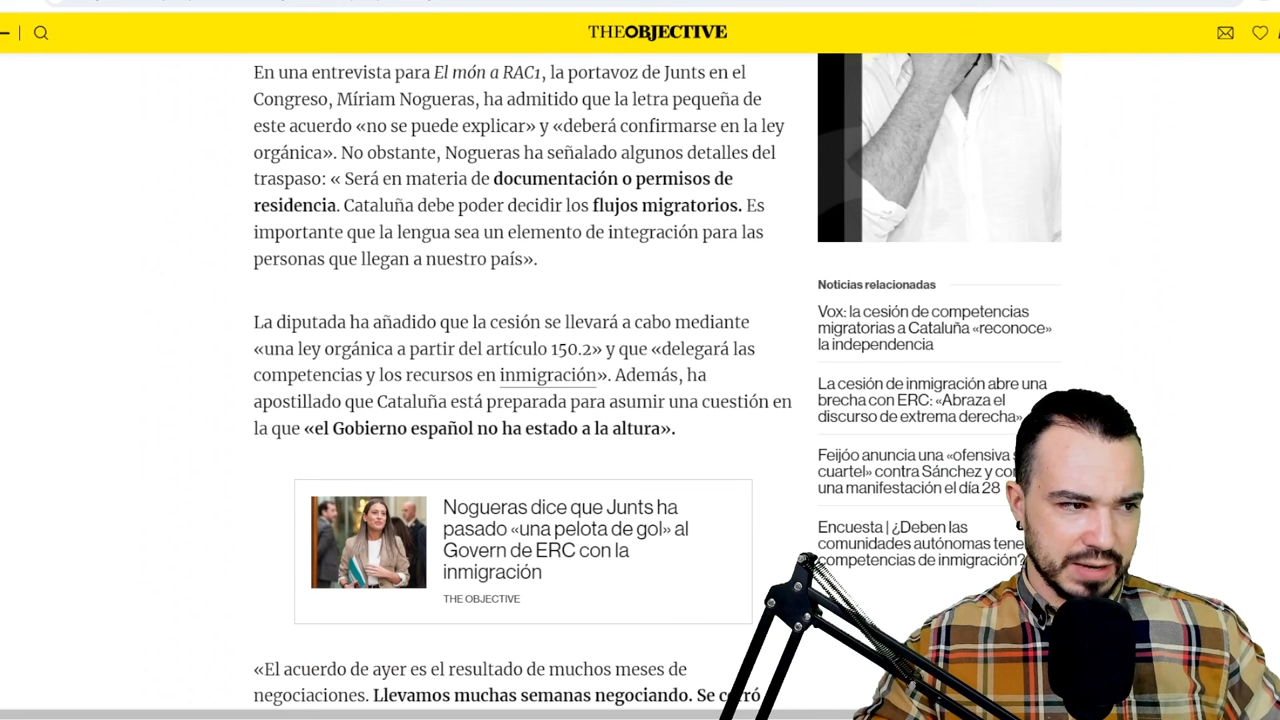 THEOBJECTIVE
En una entrevista para El món a RAC1, la portavoz de Junts en el
Congreso, Míriam Nogueras, ha admitido que la letra pequeña de
este acuerdo «no se puede explicar» y «deberá confirmarse en la ley
orgánica». No obstante, Nogueras ha señalado algunos detalles del
traspaso: « Será en materia de documentación o permisos de
residencia. Cataluña debe poder decidir los flujos migratorios. Es
importante que la lengua sea un elemento de integración para las
personas que llegan a nuestro país».
La diputada ha añadido que la cesión se llevará a cabo mediante
«una ley orgánica a partir del artículo 150.2» y que «delegará las
competencias y los recursos en inmigración». Además, ha
apostillado que Cataluña está preparada para asumir una cuestión en
la que «el Gobierno español no ha estado a la altura».
Nogueras dice que Junts ha
pasado «una pelota de gol» al
Govern de ERC con la
inmigración
THE OBJECTIVE
«El acuerdo de ayer es el resultado de muchos meses de
negociaciones. Llevamos muchas semanas negociando. Se
Noticias relacionadas
Vox: la cesión de competencias
migratorias a Cataluña «reconoce»
la independencia
La cesión de inmigración abre una
brecha con ERC: «Abraza el
discurso de extrema derecha»
Feijóo anuncia una «ofensiva
cuartel» contra Sánchez y
una manifestación el día 28
Encuesta | ¿Deben las
comunidades autónomas
competencias de inmigración?